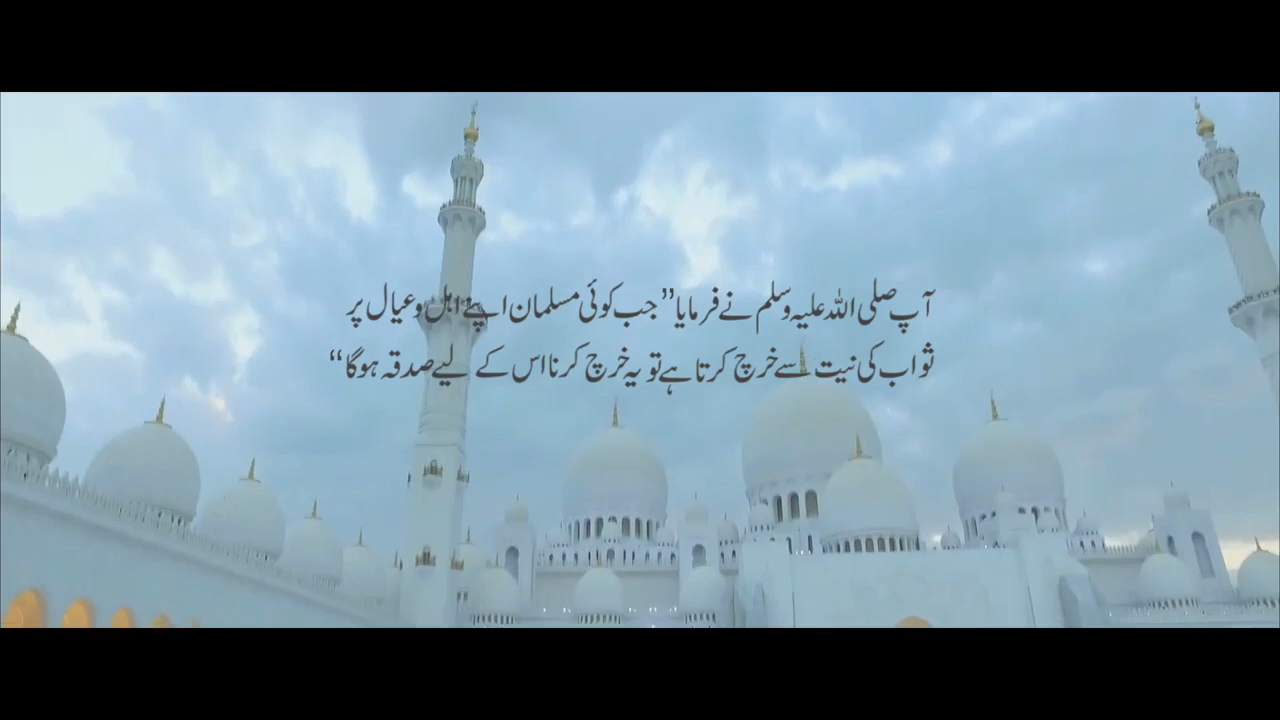 آپ صلی اللہ علیہ وسلم نے فرمایا ”جب کوئی مسلمان اپنے اہل و عیال پر
ثواب کی نیت سے خرچ کرتا ہے تو یہ خرچ کرنا اس کے لیے صدقہ ہوگا“